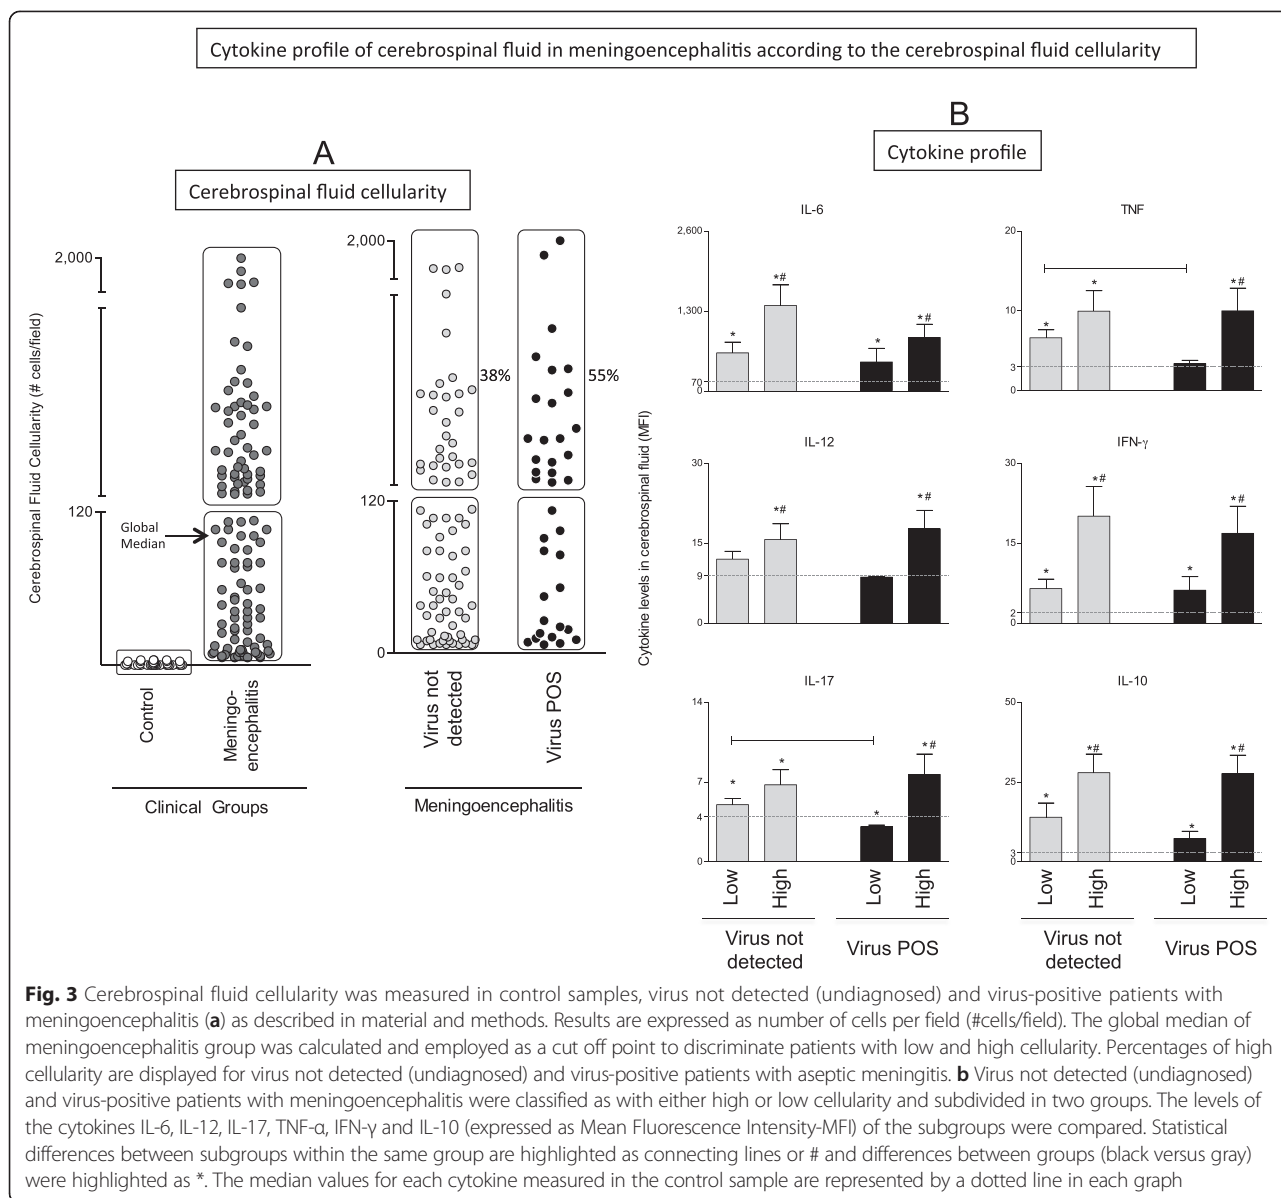 Cytokine profile of cerebrospinal fluid in meningoencephalitis according to the cerebrospinal fluid cellularity
A
Cerebrospinal fluid cellularity
Cerebrospinal Fluid Cellularity (# cells/field)
2,000
120
Global
Median
Control
Meningo-
encephalitis
Clinical Groups
2,000
120
0
38%
55%
Virus not
detected
Virus POS
Meningoencephalitis
B
Cytokine profile
Cytokine levels in cerebrospinal fluid (MFI)
IL-6
2,600
1,300
70
0
*
*#
*
*#
TNF
20
10
3
0
*
*
*#
IL-12
30
15
9
0
*#
*#
IFN-γ
30
15
2
0
*
*#
*
*#
IL-17
14
7
4
0
*
*
*
*#
IL-10
50
25
3
0
*
*#
*
*#
Low
High
Low
High
Virus not
detected
Virus POS
Low
High
Low
High
Virus not
detected
Virus POS
Fig. 3 Cerebrospinal fluid cellularity was measured in control samples, virus not detected (undiagnosed) and virus-positive patients with
meningoencephalitis (a) as described in material and methods. Results are expressed as number of cells per field (#cells/field). The global median of
meningoencephalitis group was calculated and employed as a cut off point to discriminate patients with low and high cellularity. Percentages of high
cellularity are displayed for virus not detected (undiagnosed) and virus-positive patients with aseptic meningitis. b Virus not detected (undiagnosed)
and virus-positive patients with meningoencephalitis were classified as with either high or low cellularity and subdivided in two groups. The levels of
the cytokines IL-6, IL-12, IL-17, TNF-α, IFN-γ and IL-10 (expressed as Mean Fluorescence Intensity-MFI) of the subgroups were compared. Statistical
differences between subgroups within the same group are highlighted as connecting lines or # and differences between groups (black versus gray)
were highlighted as *. The median values for each cytokine measured in the control sample are represented by a dotted line in each graph